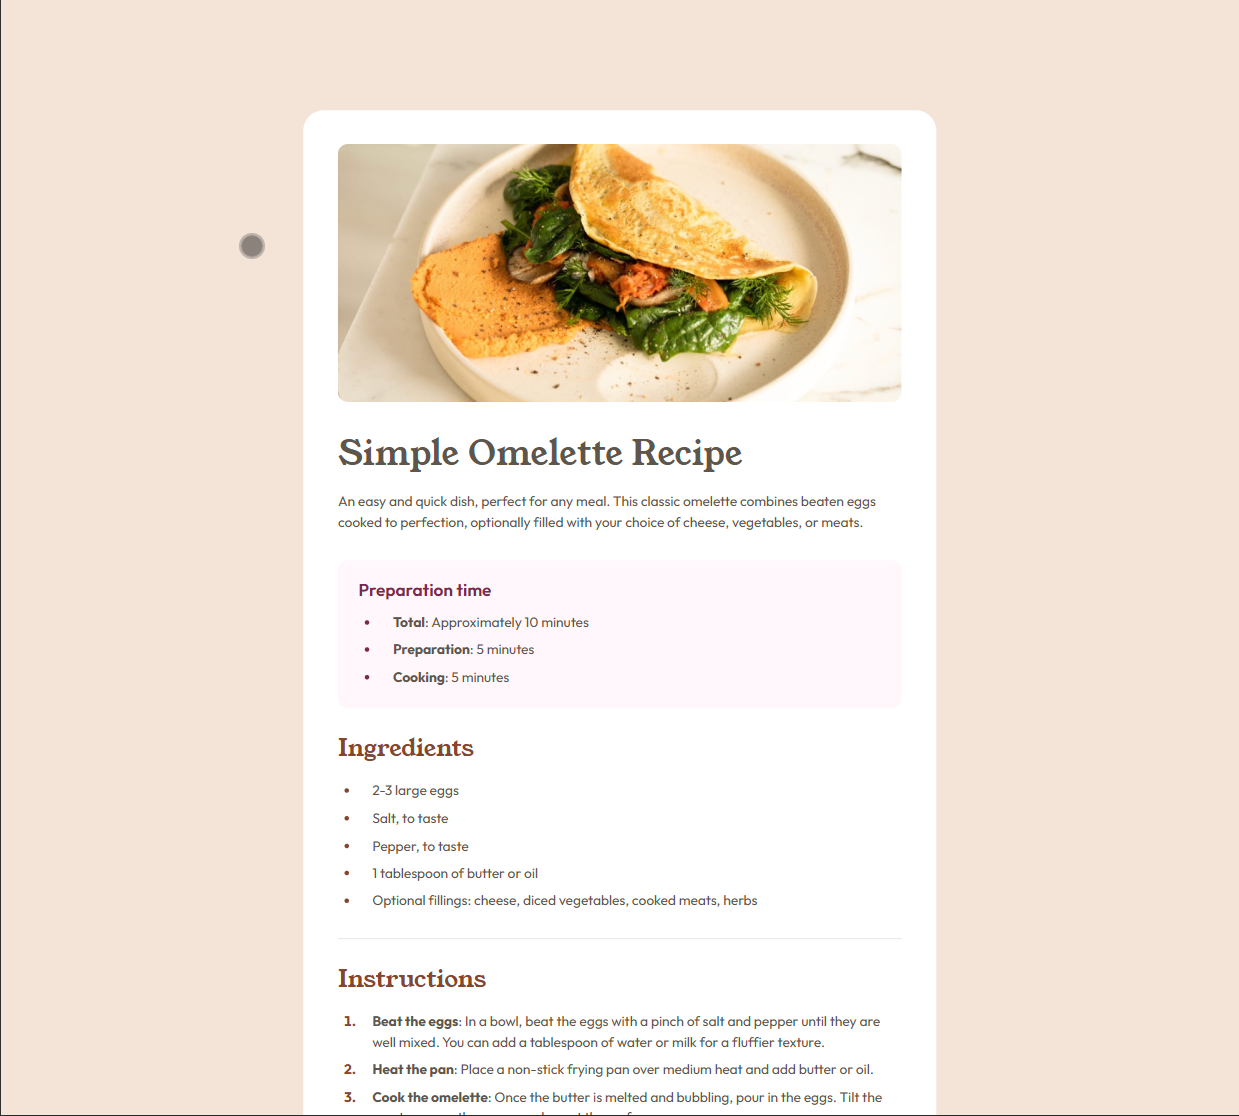 Simple Omelette Recipe
An easy and quick dish, perfect for any meal. This classic omelette combines beaten eggs
cooked to perfection, optionally filled with your choice of cheese, vegetables, or meats.
Preparation time
• Total: Approximately 10 minutes
• Preparation: 5 minutes
• Cooking: 5 minutes
Ingredients
• 2-3 large eggs
• Salt, to taste
• Pepper, to taste
• 1 tablespoon of butter or oil
• Optional fillings: cheese, diced vegetables, cooked meats, herbs
Instructions
1. Beat the eggs: In a bowl, beat the eggs with a pinch of salt and pepper until they are
well mixed. You can add a tablespoon of water or milk for a fluffier texture.
2. Heat the pan: Place a non-stick frying pan over medium heat and add butter or oil.
3. Cook the omelette: Once the butter is melted and bubbling, pour in the eggs. Tilt the